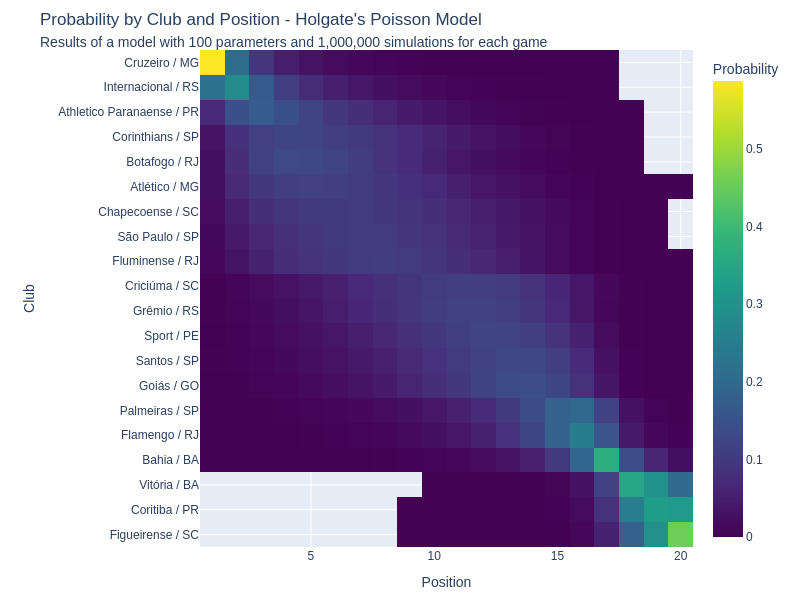 Probability by Club and Position - Holgate's Poisson Model
Results of a model with 100 parameters and 1,000,000 simulations for each game
Probability
Cruzeiro / MG
Internacional / RS
Athletico Paranaense / PR
Corinthians / SP
Botafogo / RJ
Atlético / MG
Chapecoense / SC
São Paulo / SP
Fluminense / RJ
Criciúma / SC
Grêmio / RS
Sport / PE
Santos / SP
Goiás / GO
Palmeiras / SP
Flamengo / RJ
Bahia / BA
Vitória / BA
Coritiba / PR
Figueirense / SC
Club
5
10
15
20
Position
0.5
0.4
0.3
0.2
0.1
0